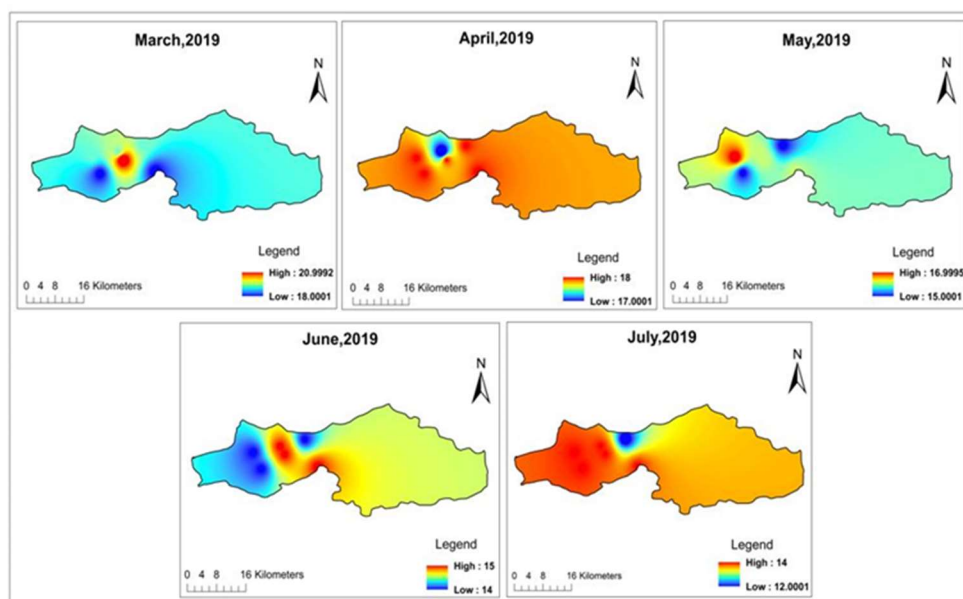 March,2019
N
Legend
High : 20.9992
Low : 18.0001
0 4 8 16 Kilometers
April,2019
N
Legend
High : 18
Low : 17.0001
0 4 8 16 Kilometers
May,2019
N
Legend
High : 16.9995
Low : 15.0001
0 4 8 16 Kilometers
June,2019
N
Legend
High : 15
Low : 14
0 4 8 16 Kilometers
July,2019
N
Legend
High : 14
Low : 12.0001
0 4 8 16 Kilometers